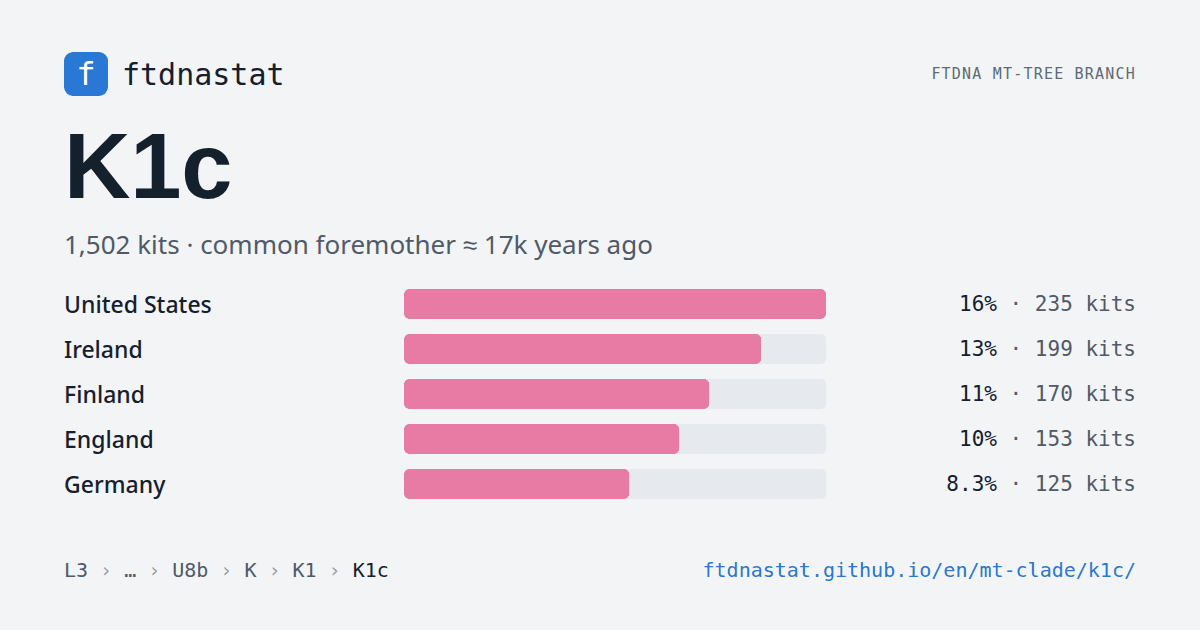 f ftdnastat
FTDNA MT-TREE BRANCH
K1c
1,502 kits · common foremother ≈ 17k years ago
United States 16% · 235 kits
Ireland 13% · 199 kits
Finland 11% · 170 kits
England 10% · 153 kits
Germany 8.3% · 125 kits
L3 › … › U8b › K › K1 › K1c
ftdnastat.github.io/en/mt-clade/k1c/